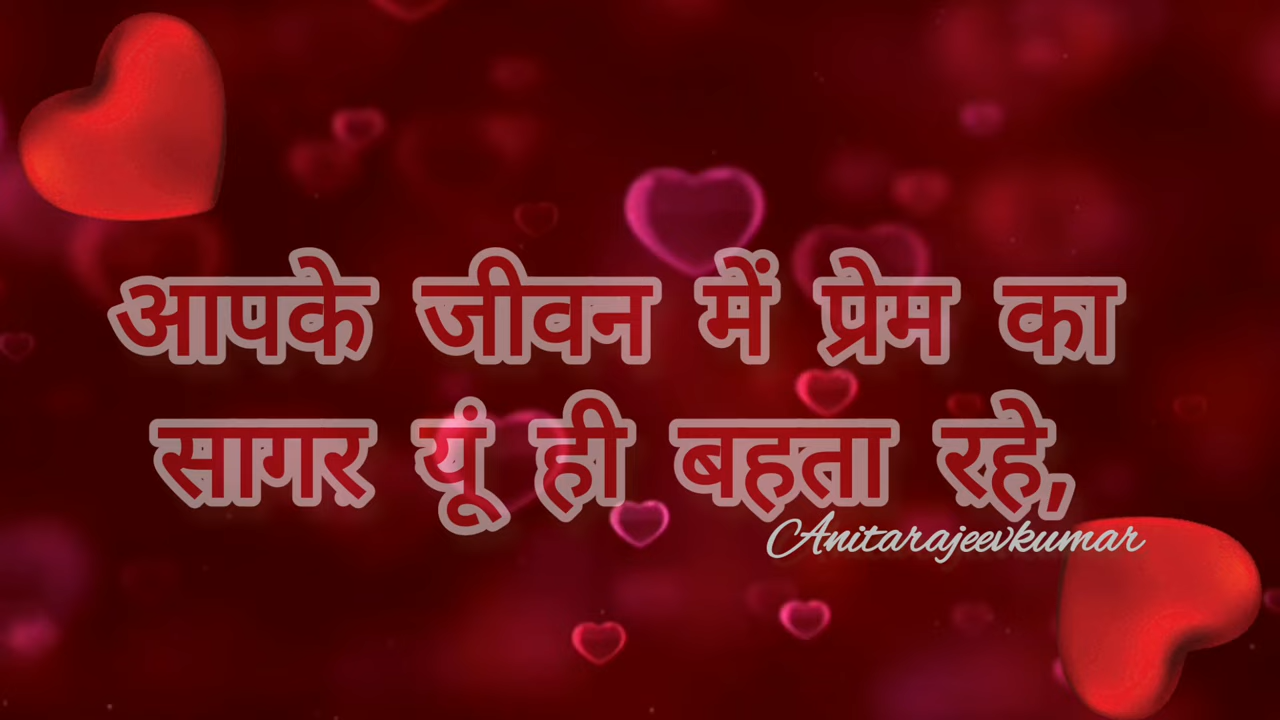 आपके जीवन में प्रेम का
सागर यूं ही बहता रहे,
Anitarajeevkumar